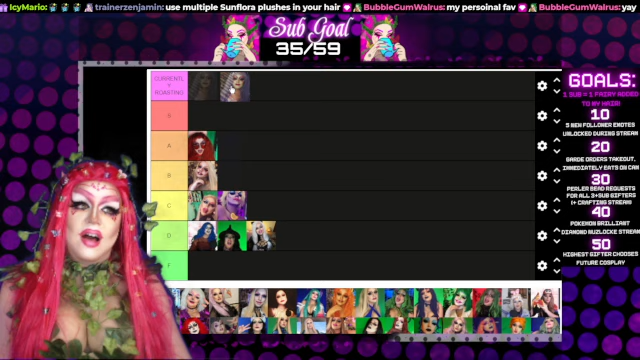 IcyMario: trainerzenjamin: use multiple Sunflora plushes in your hair BubbleGumWalrus: my persoinal fav BubbleGumWalrus: yay
Sub Goal
35/59
GOALS:
1 SUB = 1 FAIRY ADDED
TO MY HAIR!
10
5 NEW FOLLOWER EMOTES
UNLOCKED DURING STREAM
20
GARDE ORDERS TAKEOUT,
IMMEDIATELY EATS ON CAM
30
PERLER BEAD REQUESTS
FOR ALL 3+SUB GIFTERS
(+ CRAFTING STREAM)
40
POKEMON BRILLIANT
DIAMOND NUZLOCKE STREAM
50
HIGHEST GIFTER CHOOSES
FUTURE COSPLAY
CURRENTL
Y
ROASTING
S
A
B
C
D
F